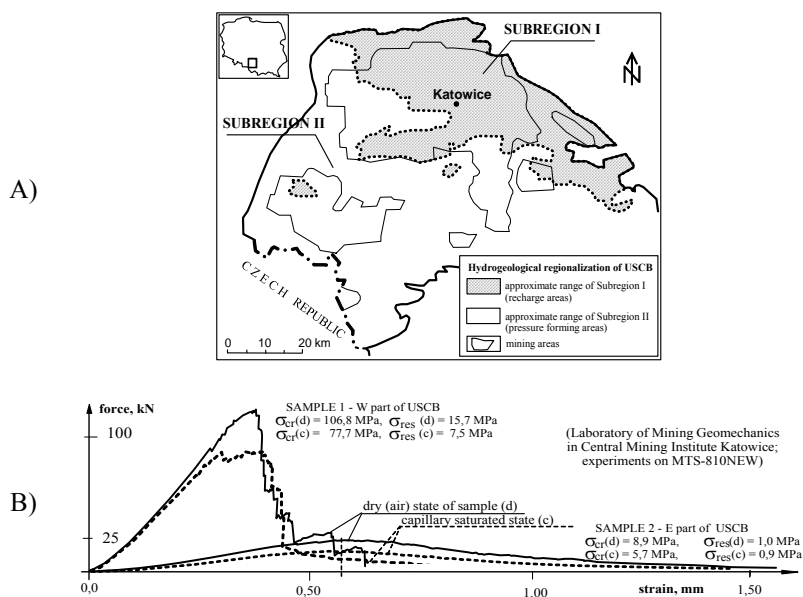 A)
SUBREGION I
N
Katowice
SUBREGION II
CZECH REPUBLIC
0 10 20 km
Hydrogeological regionalization of USCB
approximate range of Subregion I
(recharge areas)
approximate range of Subregion II
(pressure forming areas)
mining areas
B)
force, kN
100
25
SAMPLE 1 - W part of USCB
σcr(d) = 106,8 MPa, σres (d) = 15,7 MPa
σcr(c) = 77,7 MPa, σres (c) = 7,5 MPa
(Laboratory of Mining Geomechanics
in Central Mining Institute Katowice;
experiments on MTS-810NEW)
dry (air) state of sample (d)
capillary saturated state (c)
SAMPLE 2 - E part of USCB
σcr(d) = 8,9 MPa, σres(d) = 1,0 MPa
σcr(c) = 5,7 MPa, σres(c) = 0,9 MPa
0,0 0,50 1.00 strain, mm 1,50